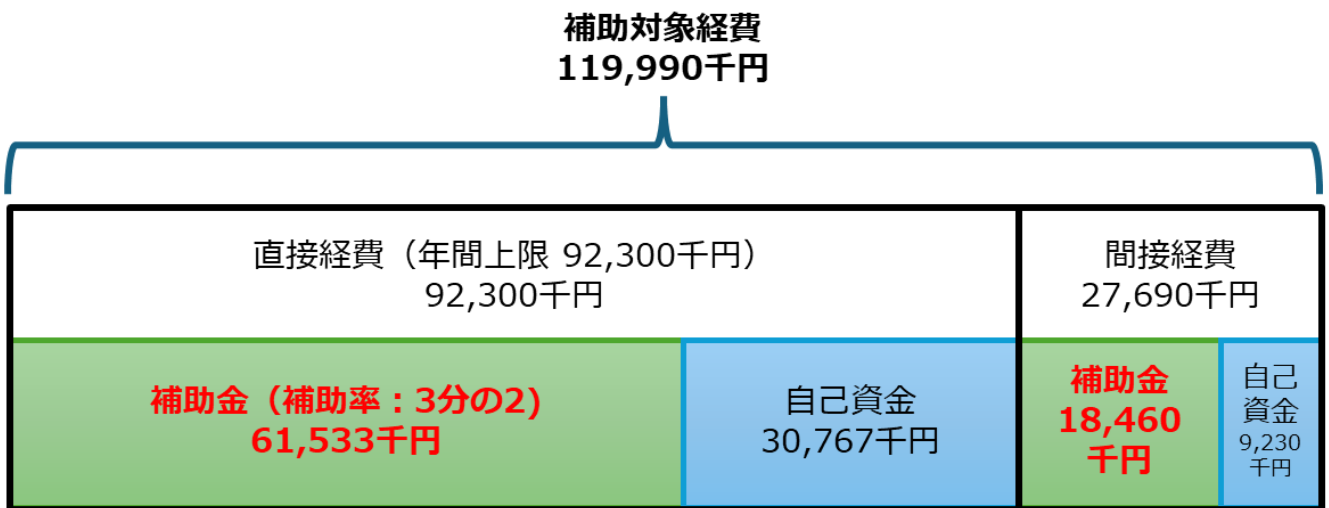 補助対象経費
119,990千円
直接経費（年間上限 92,300千円）
92,300千円
間接経費
27,690千円
補助金（補助率：3分の2)
61,533千円
自己資金
30,767千円
補助金
18,460
千円
自己
資金
9,230
千円